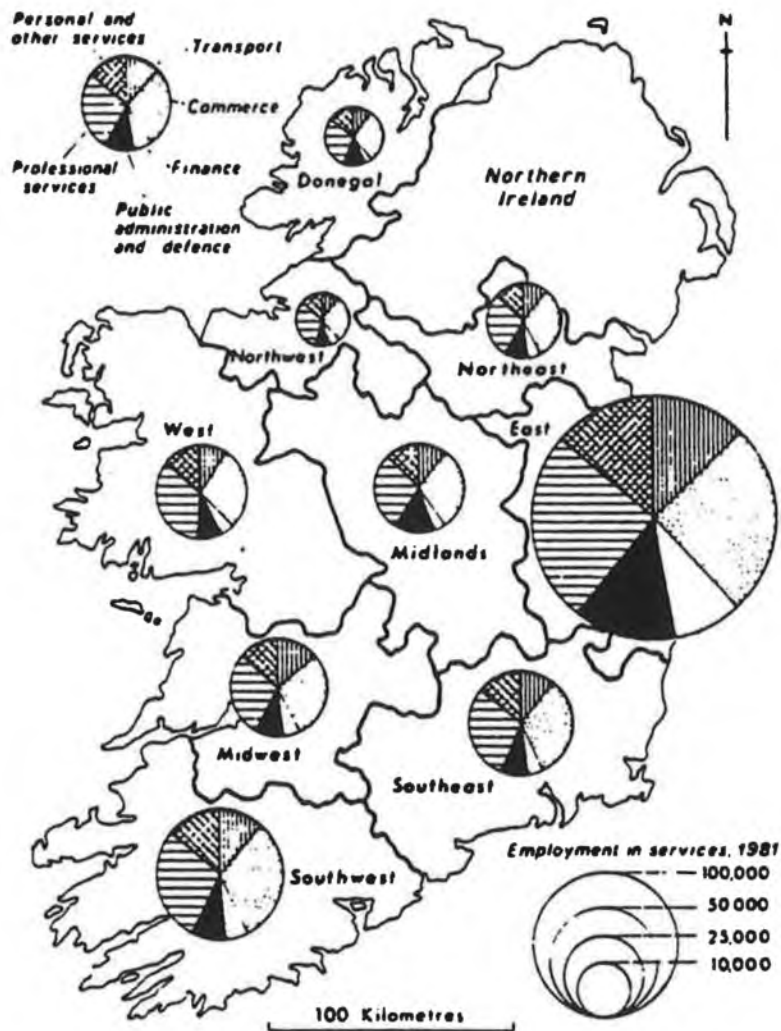 Personal and
other services
Transport
Commerce
Professional
services
Finance
Public
administration
and defence
N
Donegal
Northern
Ireland
Northwest
Northeast
West
East
Midlands
Midwest
Southeast
Southwest
Employment in services, 1981
100,000
50 000
25,000
10,000
100 Kilometres